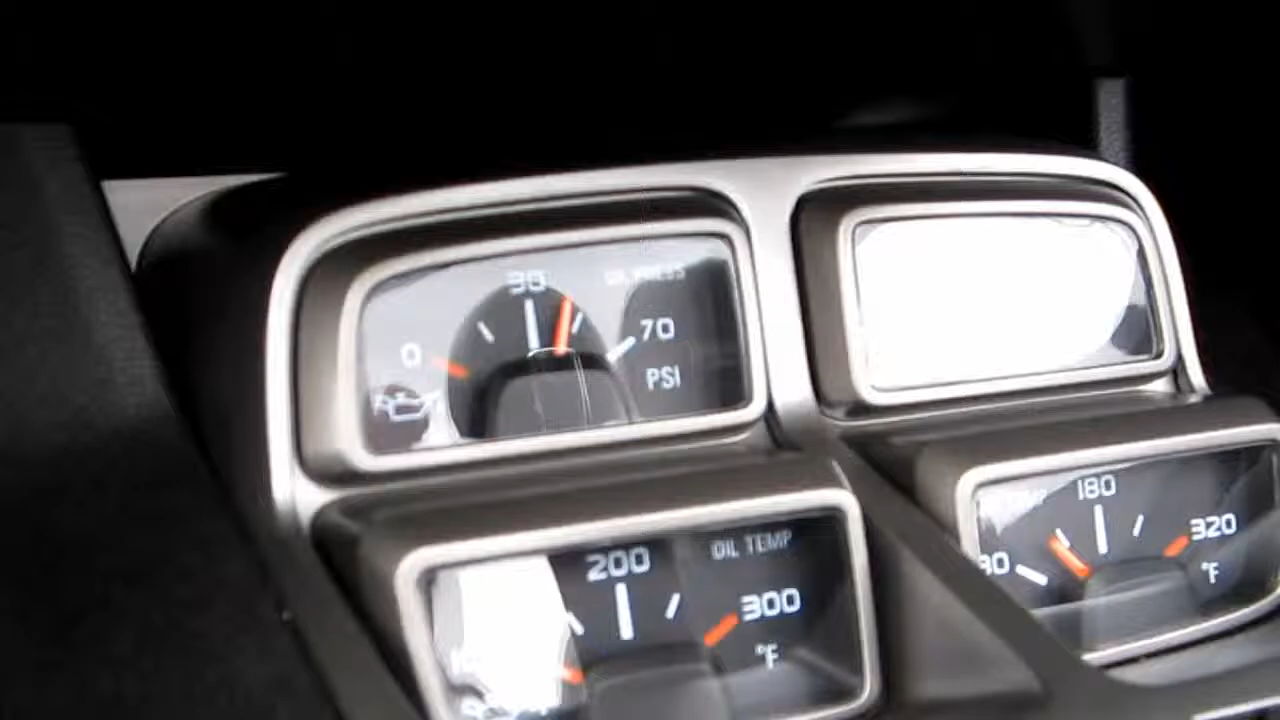 30
OIL PRESS
0
70
PSI
180
320
°F
200
OIL TEMP
300
°F